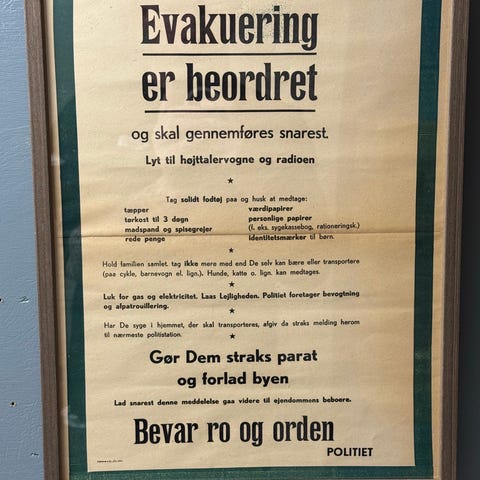 Evakuering
er beordret
og skal gennemføres snarest.
Lyt til højttalervogne og radioen
Tag solidt fodtøj paa og husk at medtage:
tæpper
tørkost til 3 døgn
madspand og spisegrejer
rede penge
værdipapirer
personlige papirer
(f. eks. sygekassebog, rationeringsk.)
identitetsmærker til børn.
Hold familien samlet. tag ikke mere med end De selv kan bære eller transportere
(paa cykle, barnevogn el. lign.). Hunde, katte o. lign. kan medtages.
Luk for gas og elektricitet. Laas Lejligheden. Politiet foretager bevogtning
og afpatrouillering.
Har De syge i hjemmet, der skal transporteres, afgiv da straks melding herom
til nærmeste politistation.
Gør Dem straks parat
og forlad byen
Lad snarest denne meddelelse gaa videre til ejendommens beboere.
Bevar ro og orden
POLITIET